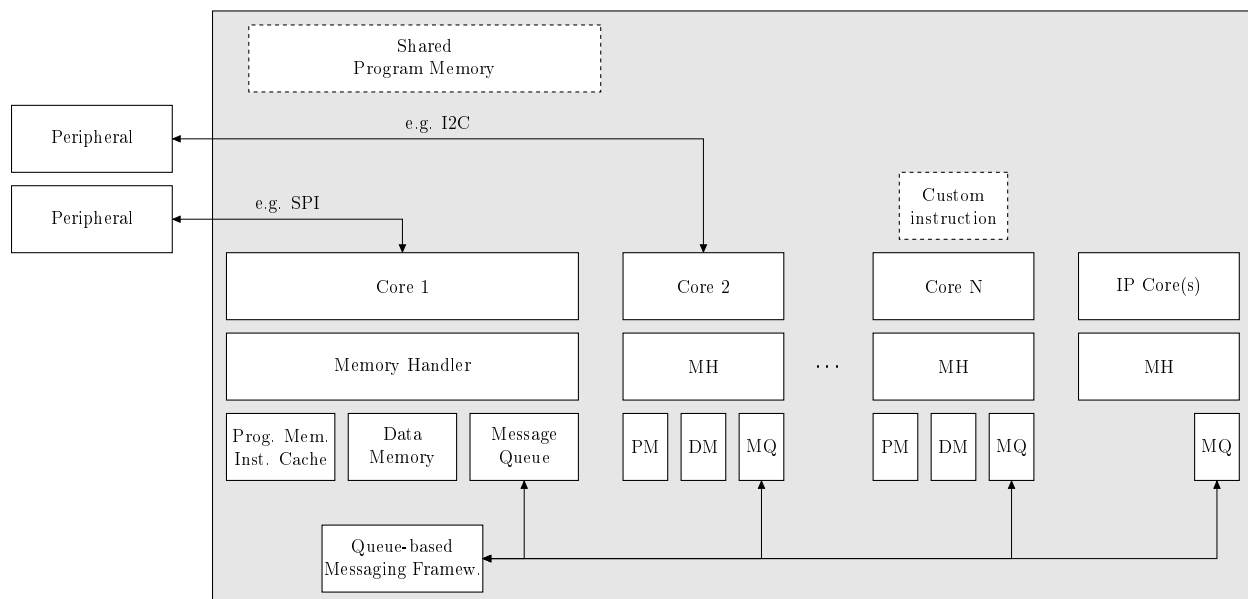 Shared
Program Memory
e.g. I2C
Peripheral
Peripheral
e.g. SPI
Custom
instruction
Core 1
Core 2
Core N
IP Core(s)
Memory Handler
MH
...
MH
MH
Prog. Mem.
Inst. Cache
Data
Memory
Message
Queue
PM
DM
MQ
PM
DM
MQ
MQ
Queue-based
Messaging Framew.